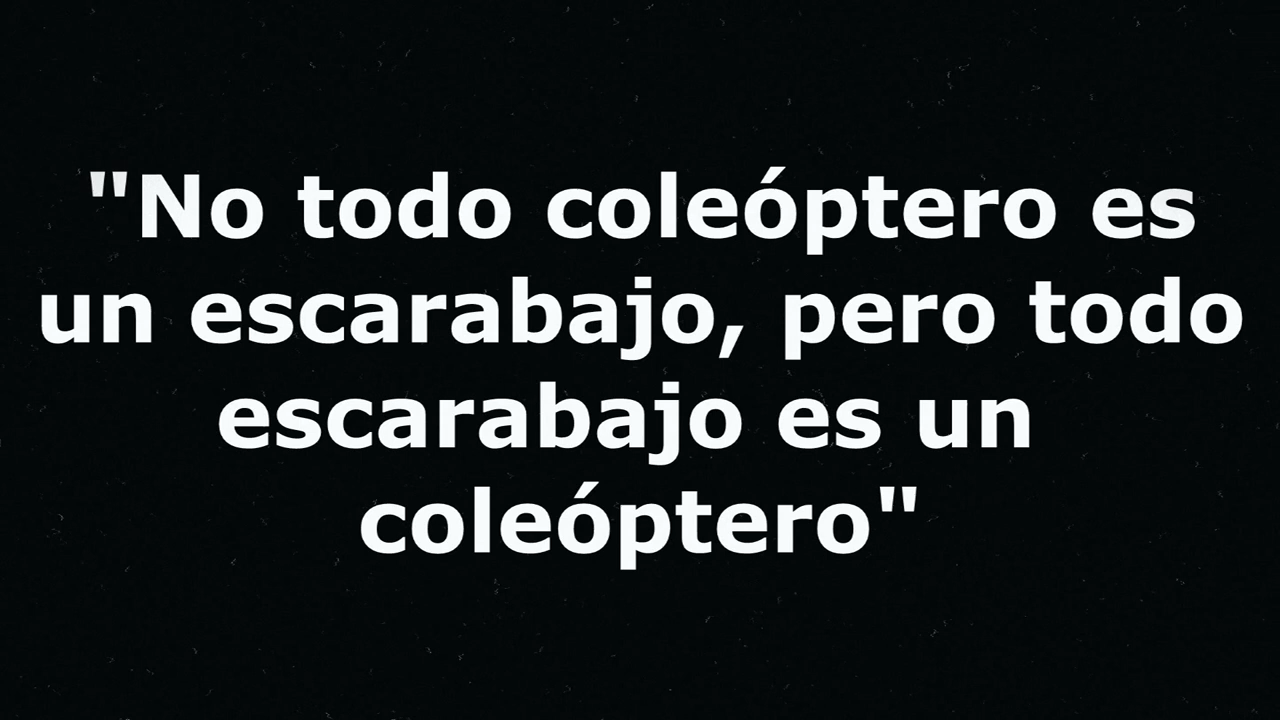 "No todo coleóptero es
un escarabajo, pero todo
escarabajo es un
coleóptero"